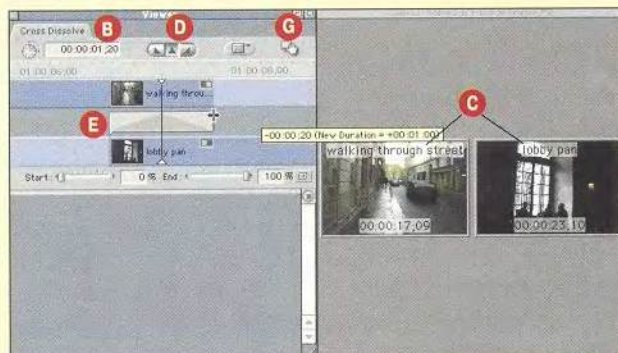 Viewer
Cross Dissolve
B
D
G
00:00:01;20
01:00:06;00
01:00:08;00
walking throu...
E
C
-00:00;20 (New Duration = +00:01:00)
lobby pan
Start:
0 %
End:
100 %
walking through street
lobby pan
00:00:17;09
00:00:23;10